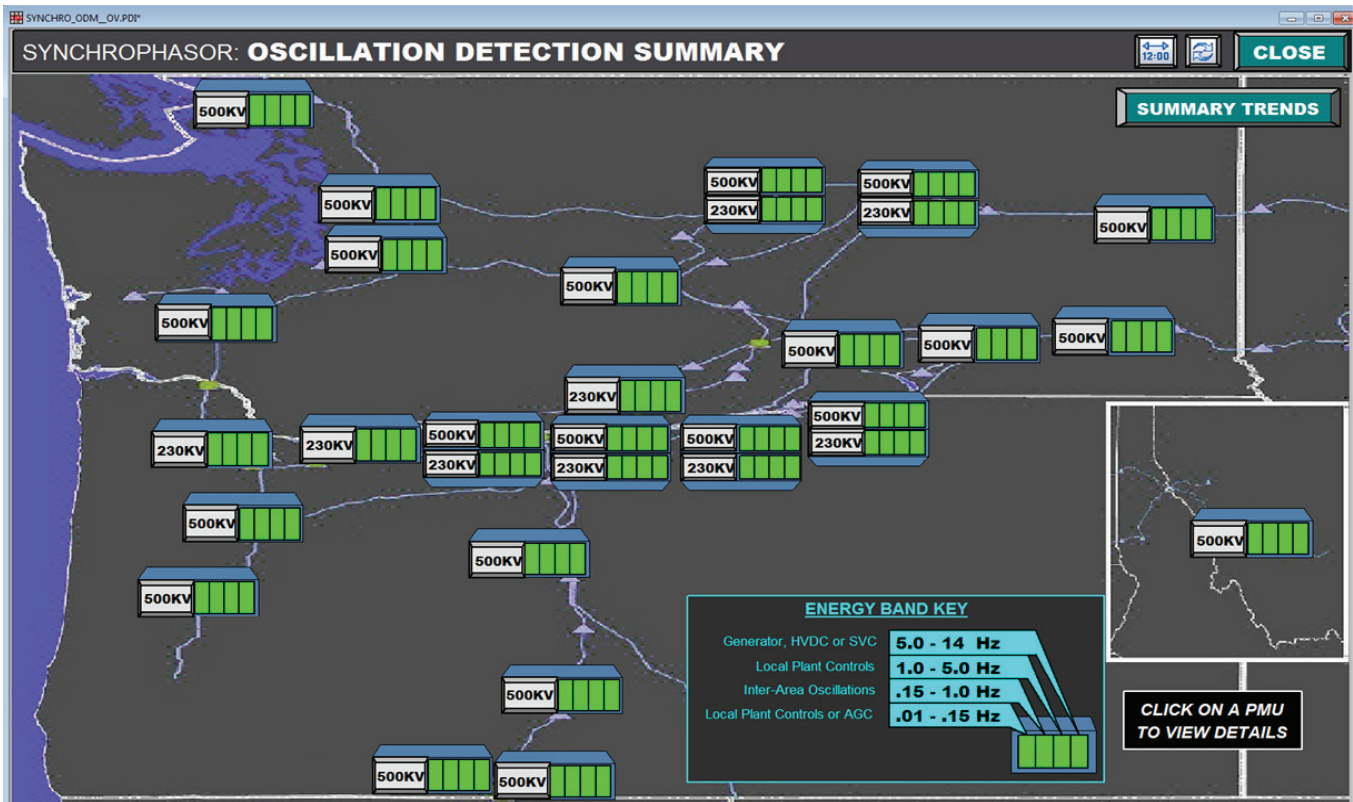 SYNCHRO_ODM__OV.PDI*
SYNCHROPHASOR: OSCILLATION DETECTION SUMMARY
12:00
CLOSE
SUMMARY TRENDS
500KV
500KV
500KV
500KV
230KV
500KV
230KV
500KV
500KV
500KV
500KV
500KV
500KV
230KV
500KV
230KV
230KV
500KV
230KV
500KV
230KV
500KV
230KV
500KV
230KV
500KV
500KV
500KV
500KV
500KV
500KV
500KV
ENERGY BAND KEY
Generator, HVDC or SVC 5.0 - 14 Hz
Local Plant Controls 1.0 - 5.0 Hz
Inter-Area Oscillations .15 - 1.0 Hz
Local Plant Controls or AGC .01 - .15 Hz
CLICK ON A PMU
TO VIEW DETAILS